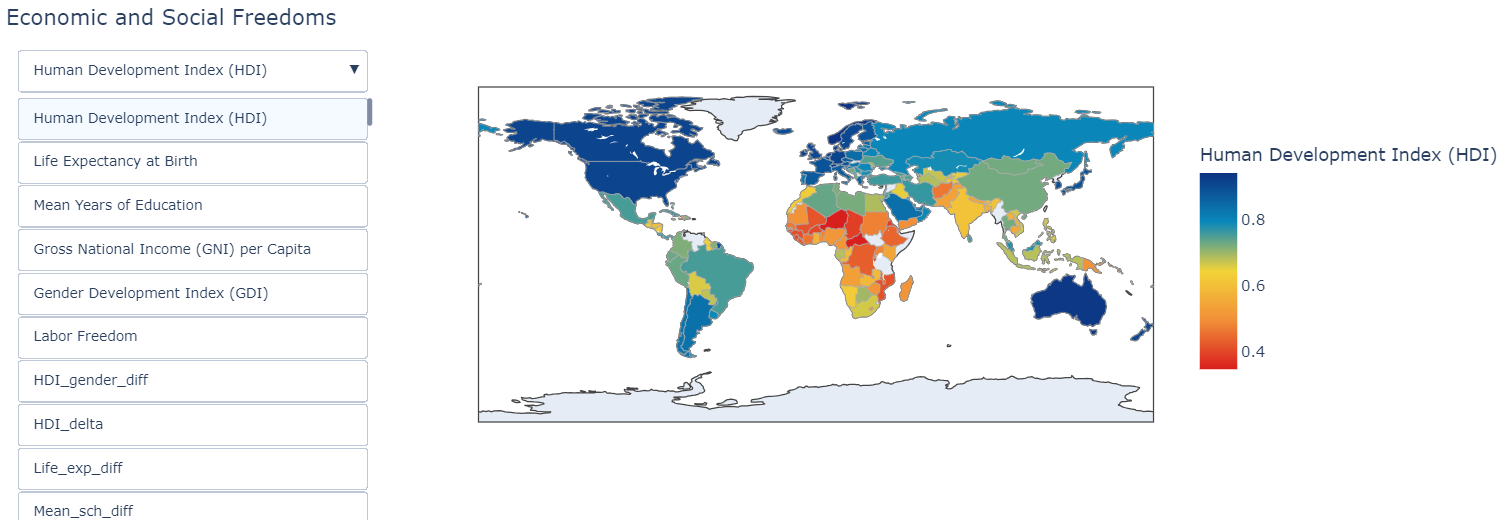 Economic and Social Freedoms
Human Development Index (HDI)
Human Development Index (HDI)
Life Expectancy at Birth
Mean Years of Education
Gross National Income (GNI) per Capita
Gender Development Index (GDI)
Labor Freedom
HDI_gender_diff
HDI_delta
Life_exp_diff
Mean_sch_diff
Human Development Index (HDI)
0.8
0.6
0.4